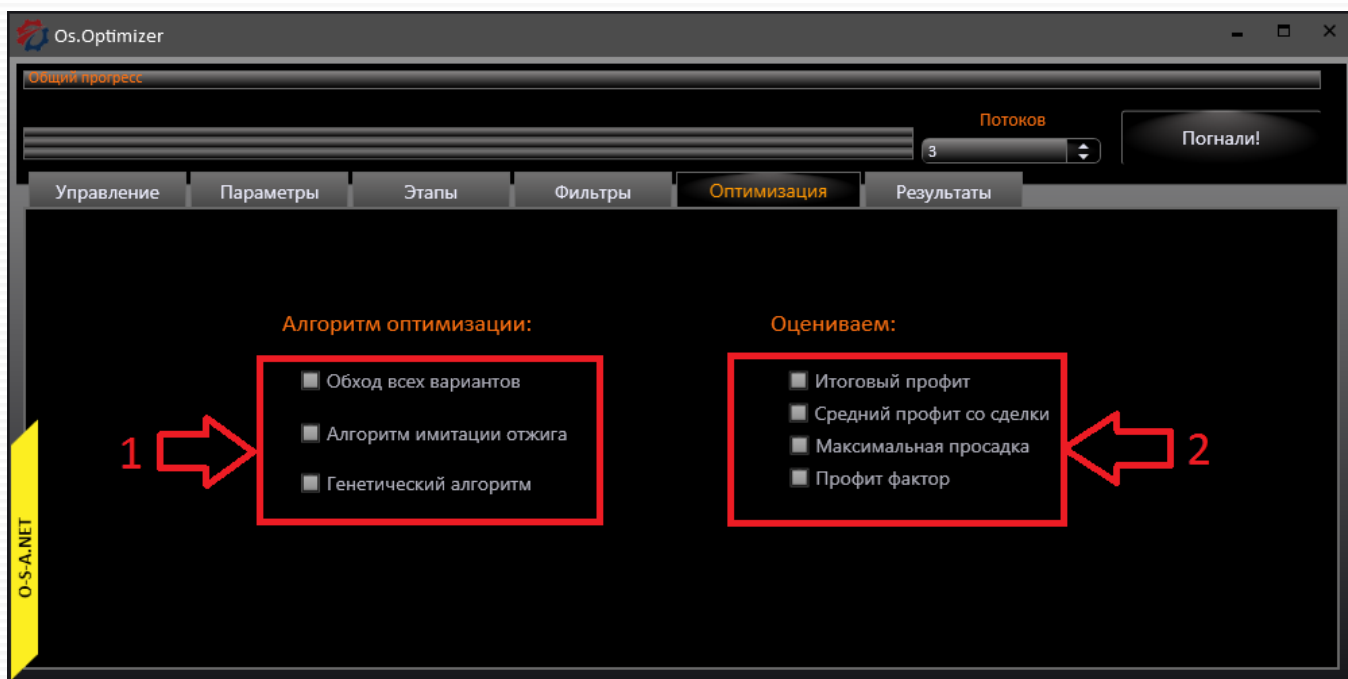 Os.Optimizer
Общий прогресс
Потоков
3
Погнали!
Управление Параметры Этапы Фильтры Оптимизация Результаты
Алгоритм оптимизации:
Обход всех вариантов
Алгоритм имитации отжига
Генетический алгоритм
1
Оцениваем:
Итоговый профит
Средний профит со сделки
Максимальная просадка
Профит фактор
2
O-S-A.NET